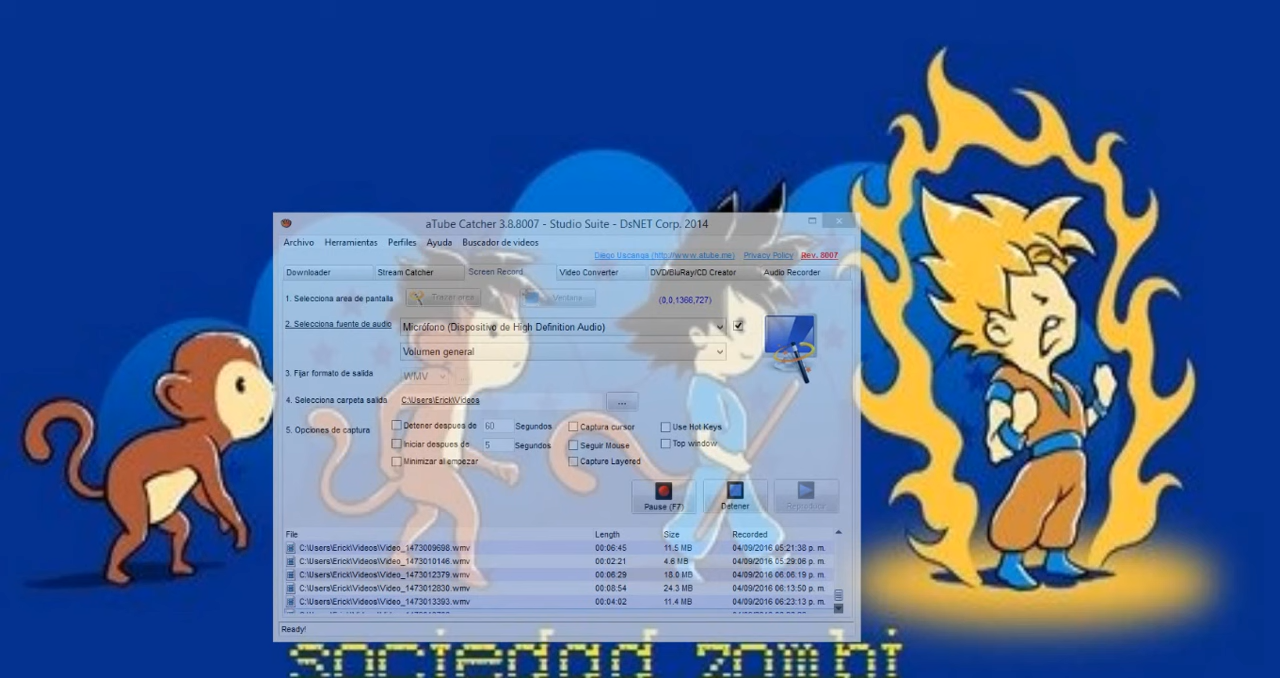 aTube Catcher 3.8.8007 - Studio Suite - DsNET Corp. 2014
Archivo Herramientas Perfiles Ayuda Buscador de videos
Diego Uscanga (http://www.atube.me) Privacy Policy Rev. 8007
Downloader Stream Catcher Screen Record Video Converter DVD/BluRay/CD Creator Audio Recorder
1. Selecciona area de pantalla Ventana (0,0,1366,727)
2. Selecciona fuente de audio Micrófono (Dispositivo de High Definition Audio)
Volumen general
3. Fijar formato de salida WMV
4. Selecciona carpeta salida C:\Users\Erick\Videos ...
5. Opciones de captura Detener despues de 60 Segundos Captura cursor Use Hot Keys
Iniciar despues de 5 Segundos Seguir Mouse Top window
Minimizar al empezar Capture Layered
Pause (F7) Detener Reproducir
File Length Size Recorded
C:\Users\Erick\Videos\Video_1473009698.wmv 00:06:45 11.5 MB 04/09/2016 05:21:38 p. m.
C:\Users\Erick\Videos\Video_1473010146.wmv 00:02:21 4.6 MB 04/09/2016 05:29:06 p. m.
C:\Users\Erick\Videos\Video_1473012379.wmv 00:06:29 18.0 MB 04/09/2016 06:06:19 p. m.
C:\Users\Erick\Videos\Video_1473012830.wmv 00:08:54 24.3 MB 04/09/2016 06:13:50 p. m.
C:\Users\Erick\Videos\Video_1473013393.wmv 00:04:02 11.4 MB 04/09/2016 06:23:13 p. m.
Ready!
sociedad zombi